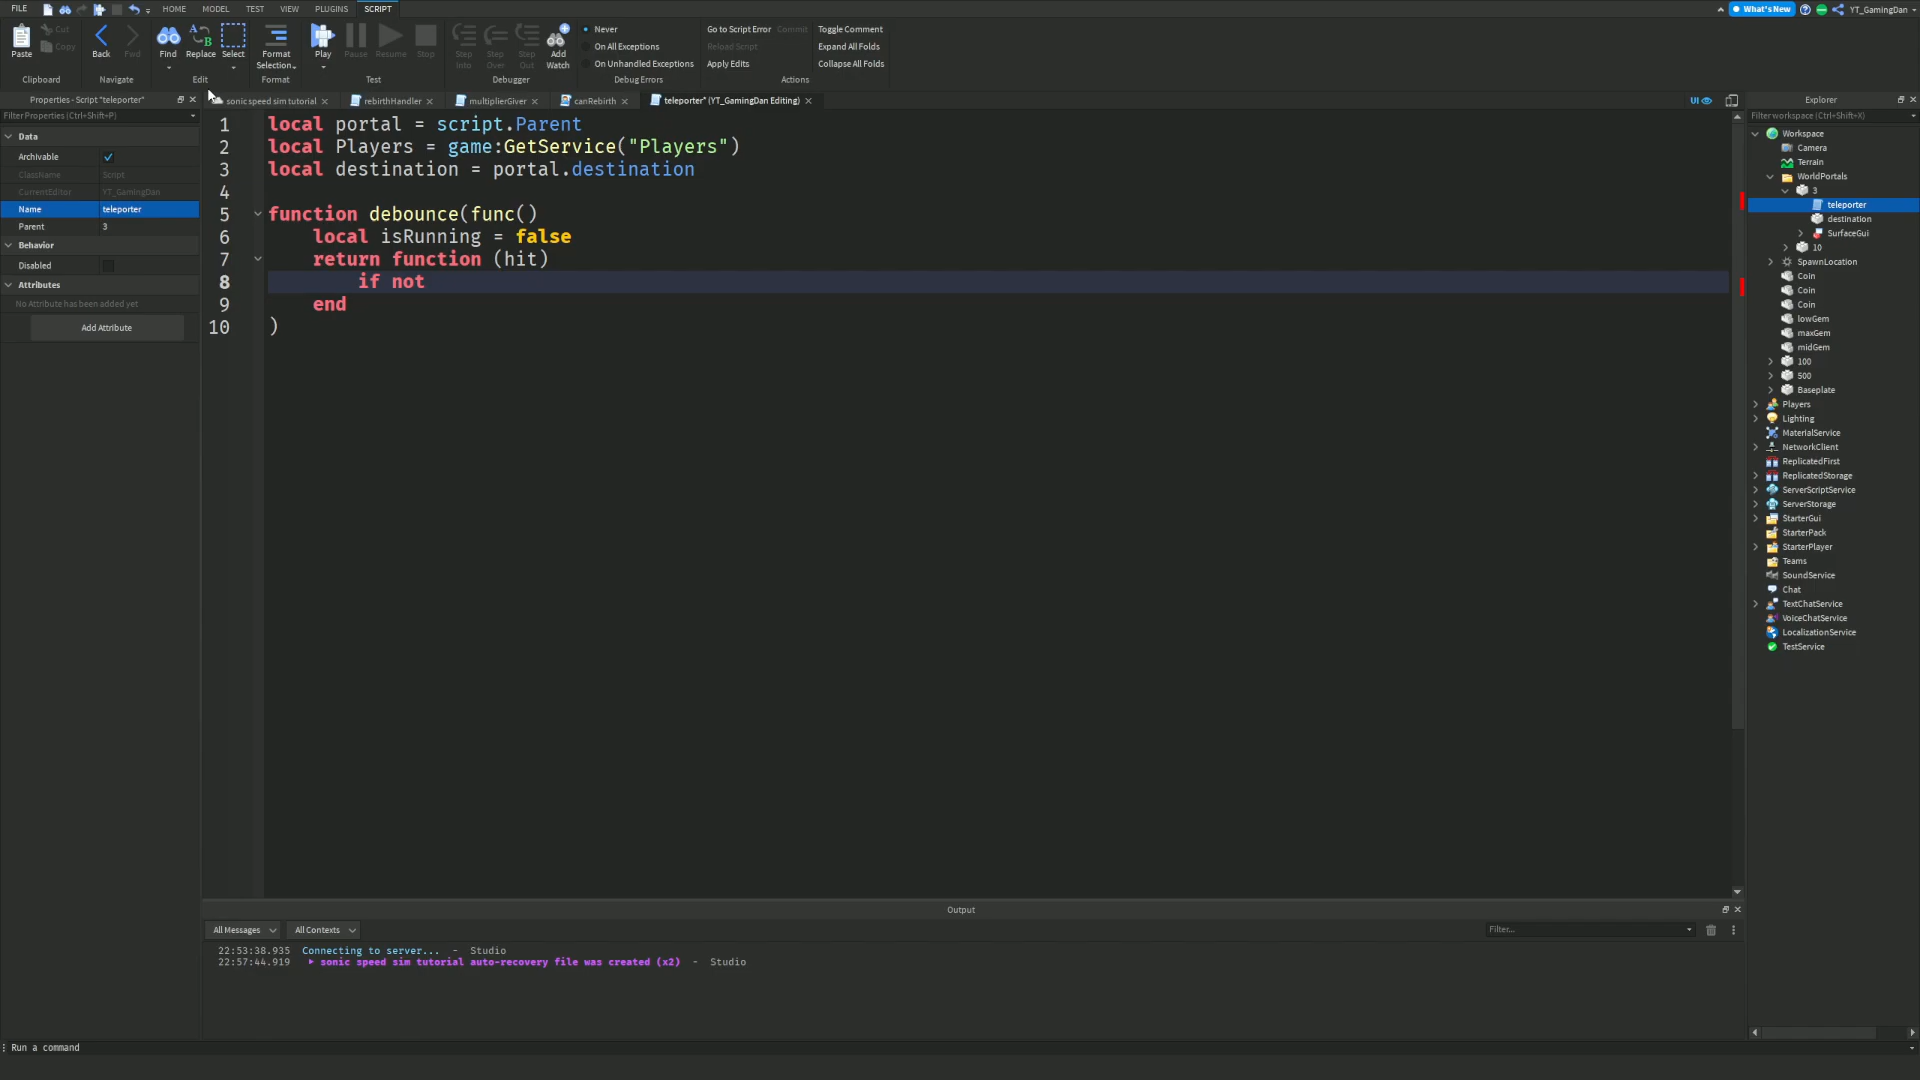 FILE HOME MODEL TEST VIEW PLUGINS SCRIPT What's New YT_GamingDan
Paste Cut Copy Back Fwd Find Replace Select Format Selection Play Pause Resume Stop Step Into Step Over Step Out Add Watch
Never Go to Script Error Commit Toggle Comment
On All Exceptions Reload Script Expand All Folds
On Unhandled Exceptions Apply Edits Collapse All Folds
Clipboard Navigate Edit Format Test Debugger Debug Errors Actions
Properties - Script "teleporter"
Filter Properties (Ctrl+Shift+P)
Data
Archivable
ClassName Script
CurrentEditor YT_GamingDan
Name teleporter
Parent 3
Behavior
Disabled
Attributes
No Attribute has been added yet
Add Attribute
sonic speed sim tutorial rebirthHandler multiplierGiver canRebirth teleporter* (YT_GamingDan Editing) UI
1 local portal = script.Parent
2 local Players = game:GetService("Players")
3 local destination = portal.destination
4
5 function debounce(func()
6 local isRunning = false
7 return function (hit)
8 if not
9 end
10 )
Output
All Messages All Contexts Filter...
22:53:38.935 Connecting to server... - Studio
22:57:44.919 sonic speed sim tutorial auto-recovery file was created (x2) - Studio
Explorer
Filter workspace (Ctrl+Shift+X)
Workspace
Camera
Terrain
WorldPortals
3
teleporter
destination
SurfaceGui
10
SpawnLocation
Coin
Coin
Coin
lowGem
maxGem
midGem
100
500
Baseplate
Players
Lighting
MaterialService
NetworkClient
ReplicatedFirst
ReplicatedStorage
ServerScriptService
ServerStorage
StarterGui
StarterPack
StarterPlayer
Teams
SoundService
Chat
TextChatService
VoiceChatService
LocalizationService
TestService
Run a command